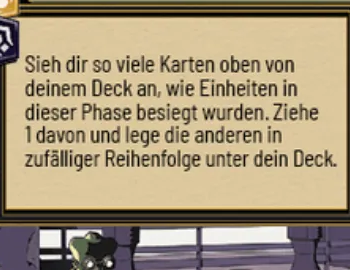 Sieh dir so viele Karten oben von
deinem Deck an, wie Einheiten in
dieser Phase besiegt wurden. Ziehe
1 davon und lege die anderen in
zufälliger Reihenfolge unter dein Deck.